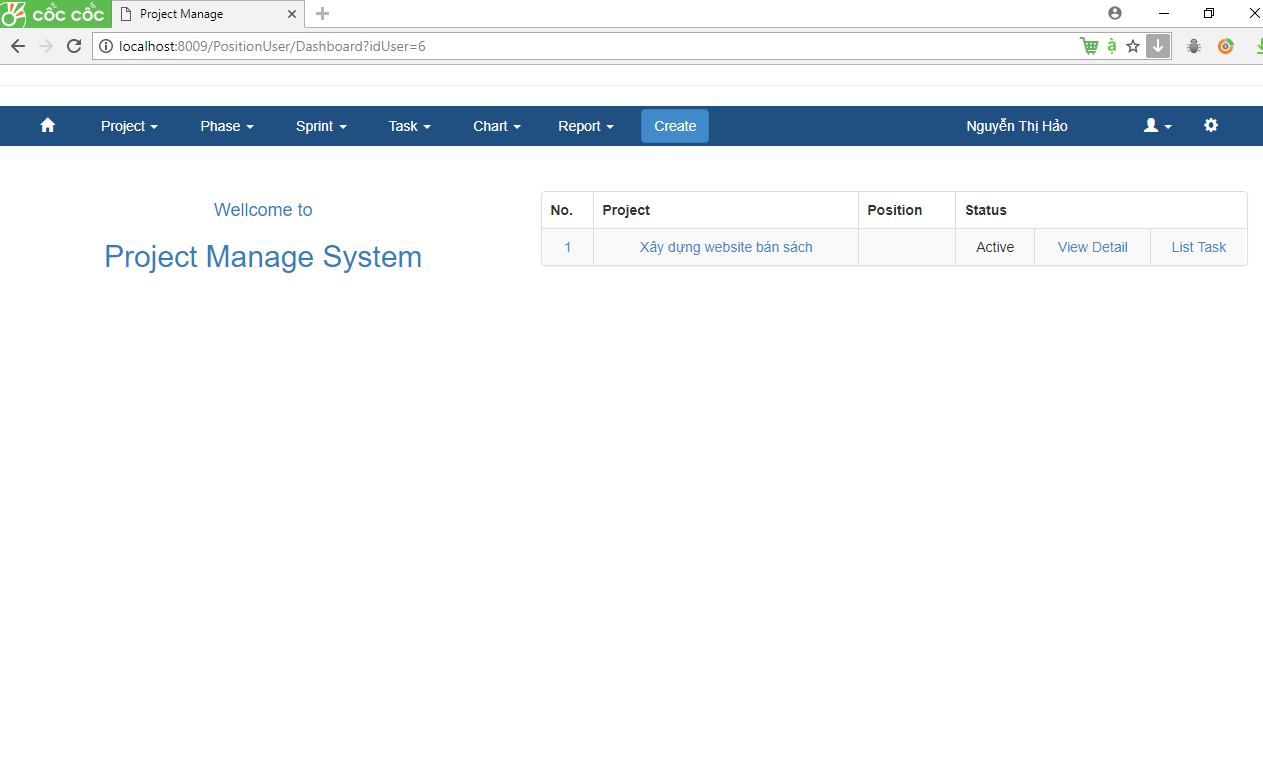 cốc cốc Project Manage
localhost:8009/PositionUser/Dashboard?idUser=6
Project Phase Sprint Task Chart Report Create Nguyễn Thị Hảo
Wellcome to
Project Manage System
No. Project Position Status
1 Xây dựng website bán sách Active View Detail List Task